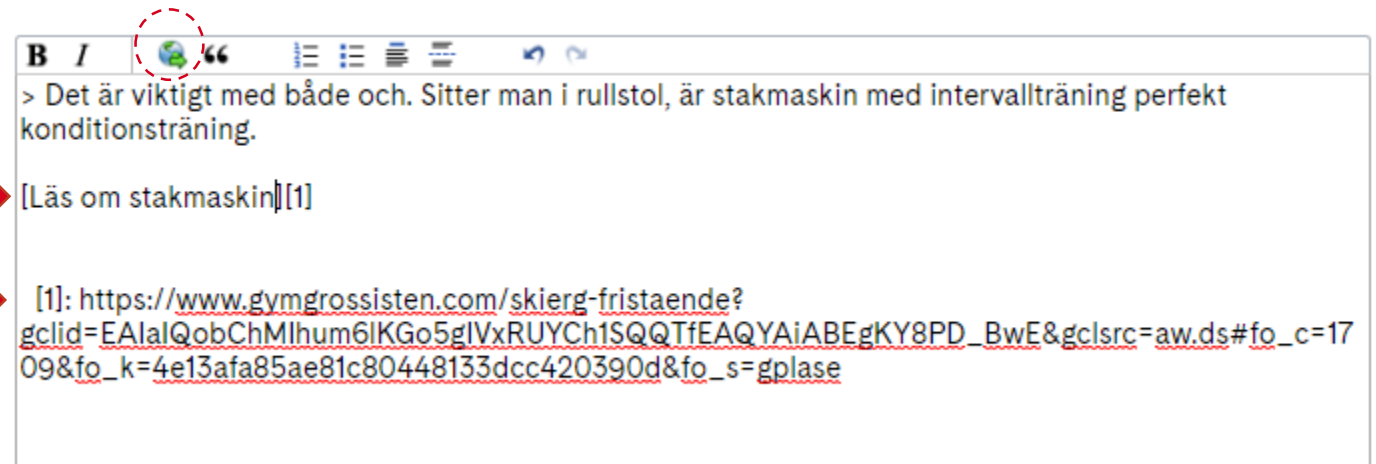 B I
> Det är viktigt med både och. Sitter man i rullstol, är stakmaskin med intervallträning perfekt
konditionsträning.
[Läs om stakmaskin][1]
[1]: https://www.gymgrossisten.com/skierg-fristaende?
gclid=EAIaIQobChMIhum6lKGo5gIVxRUYCh1SQQTfEAQYAiABEgKY8PD_BwE&gclsrc=aw.ds#fo_c=17
09&fo_k=4e13afa85ae81c80448133dcc420390d&fo_s=gplase